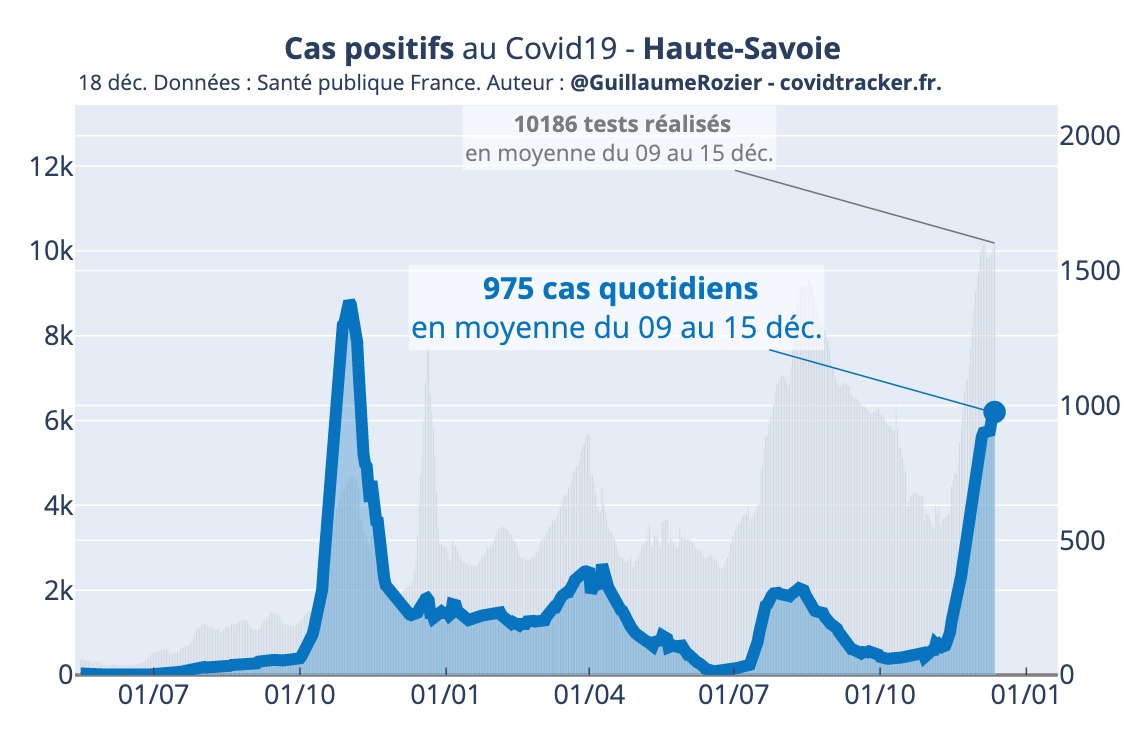 Cas positifs au Covid19 - Haute-Savoie
18 déc. Données : Santé publique France. Auteur : @GuillaumeRozier - covidtracker.fr.
10186 tests réalisés
en moyenne du 09 au 15 déc.
975 cas quotidiens
en moyenne du 09 au 15 déc.
12k
10k
8k
6k
4k
2k
0
2000
1500
1000
500
0
01/07
01/10
01/01
01/04
01/07
01/10
01/01